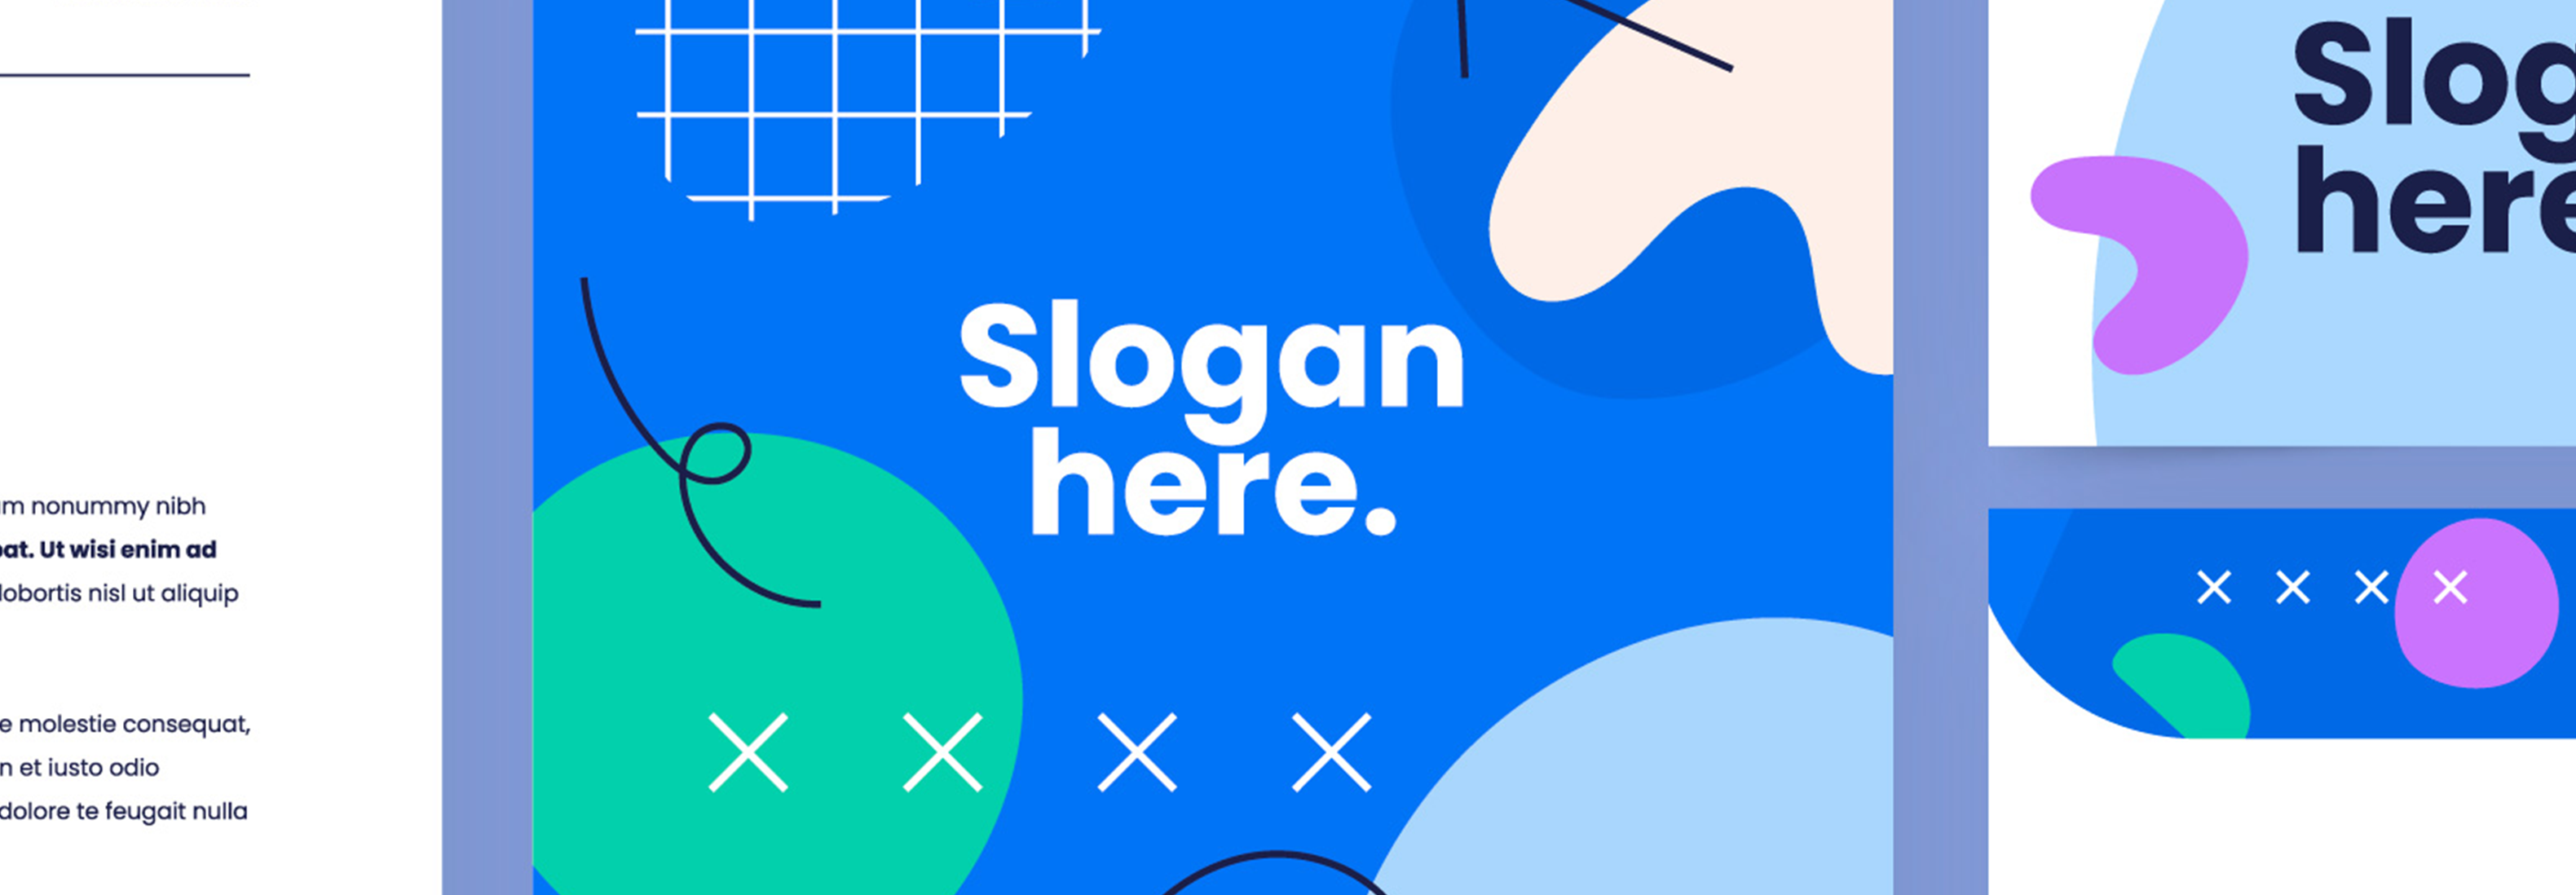 nonummy nibh
Ut wisi enim ad
lobortis nisl ut aliquip
molestie consequat,
et iusto odio
dolore te feugait nulla
Slogan
here.
Slog
here